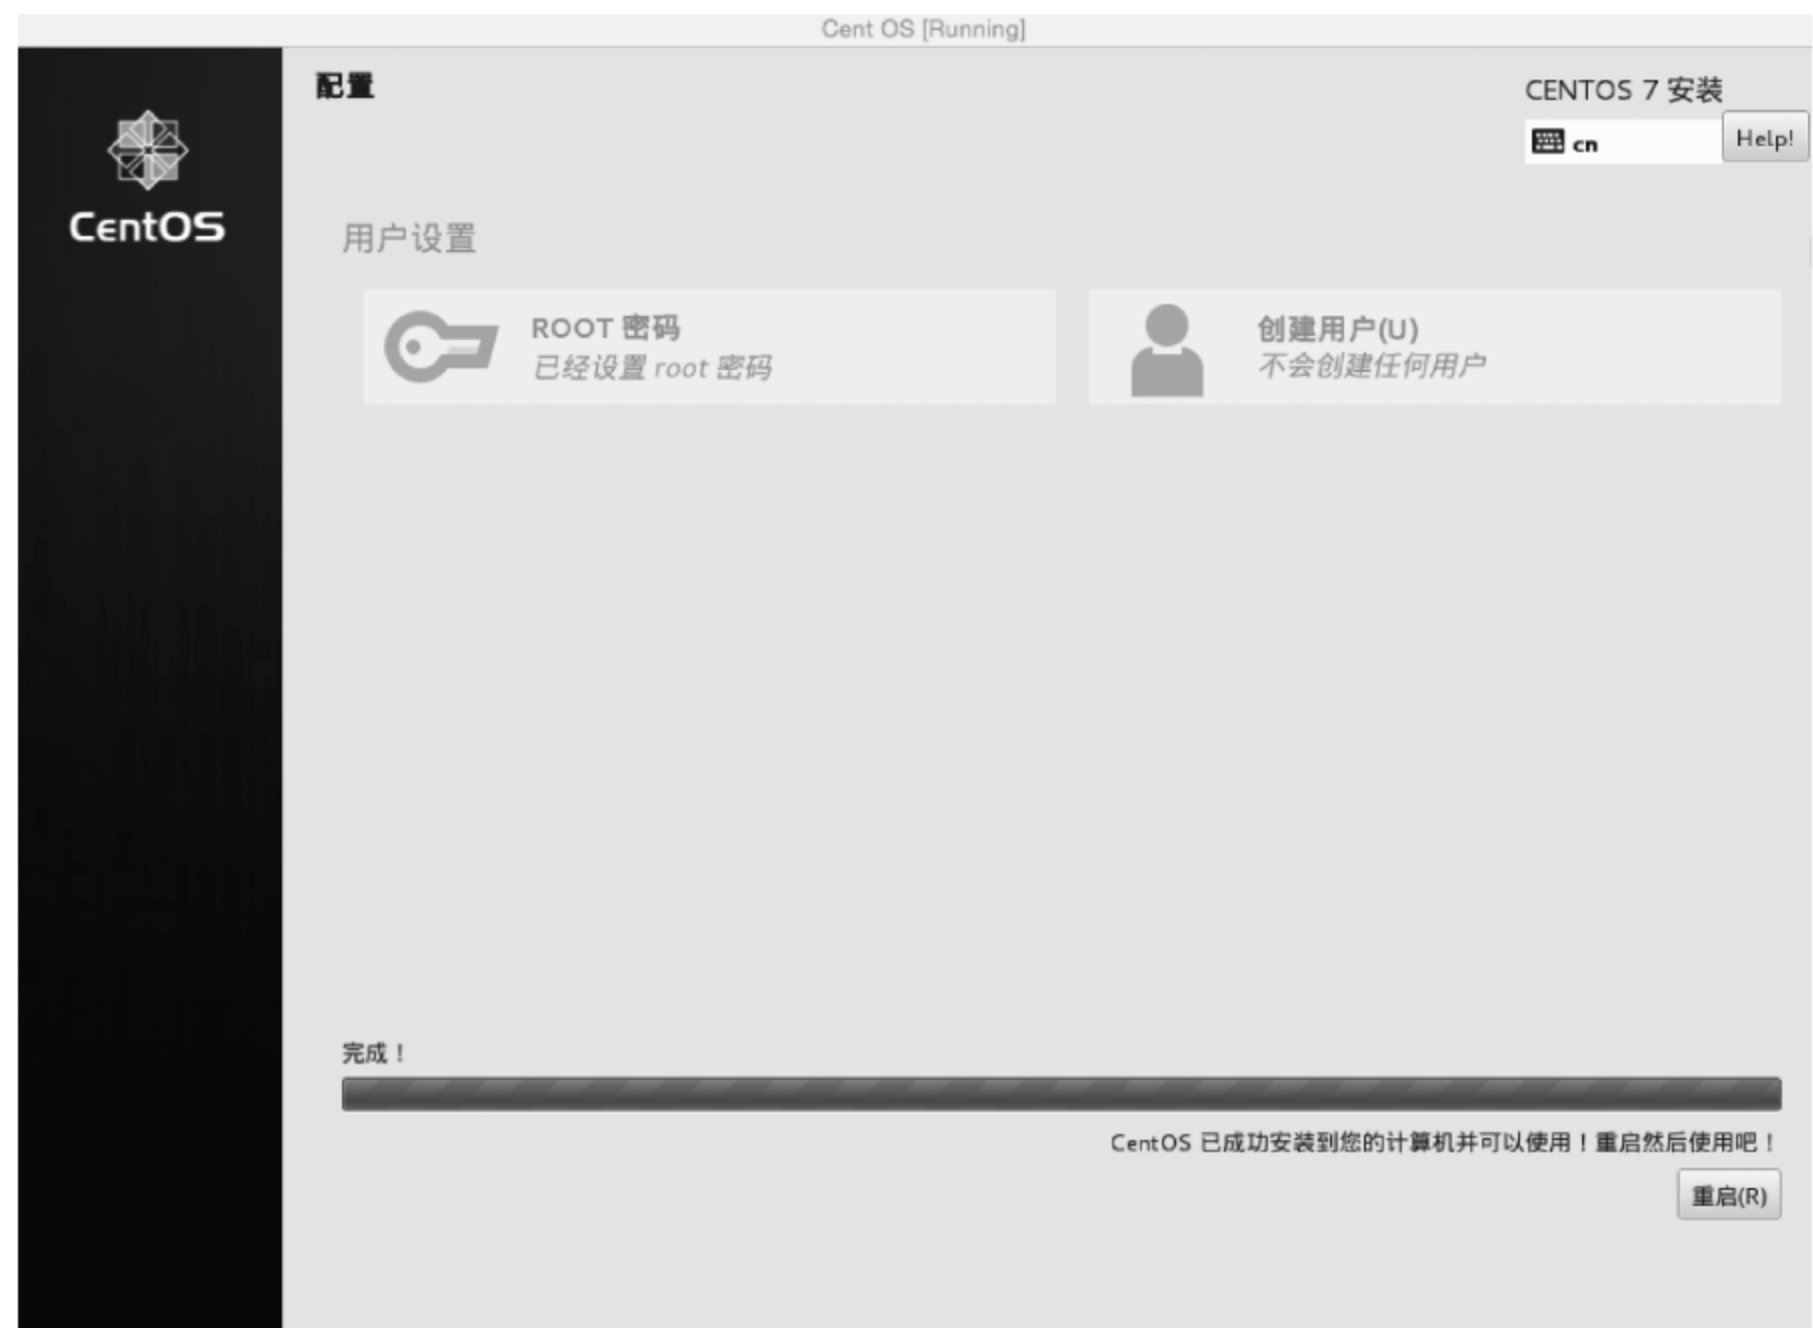 Cent OS [Running]
CentOS
配置
CENTOS 7 安装
cn
Help!
用户设置
ROOT 密码
已经设置 root 密码
创建用户(U)
不会创建任何用户
完成！
CentOS 已成功安装到您的计算机并可以使用！重启然后使用吧！
重启(R)